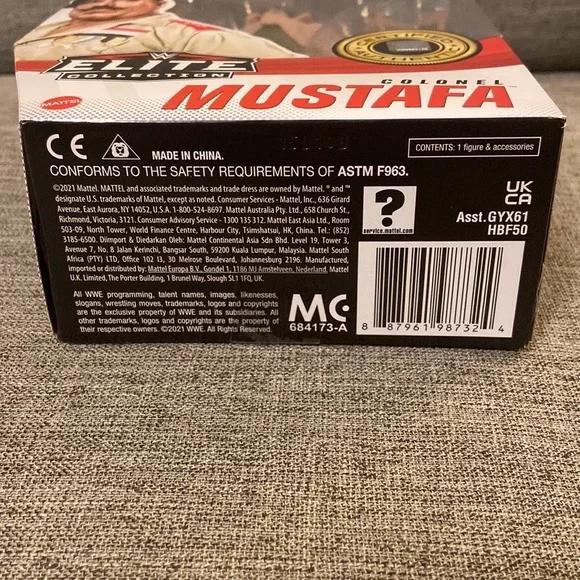 ELITE
COLLECTION
MATTEL
COLONEL
MUSTAFA™
CE
MADE IN CHINA.
CONFORMS TO THE SAFETY REQUIREMENTS OF ASTM F963.
©2021 Mattel. MATTEL and associated trademarks and trade dress are owned by Mattel. ® and ™
designate U.S. trademarks of Mattel, except as noted. Consumer Services - Mattel, Inc., 636 Girard
Avenue, East Aurora, NY 14052, U.S.A. 1-800-524-8697. Mattel Australia Pty. Ltd., 658 Church St.,
Richmond, Victoria, 3121. Consumer Advisory Service - 1300 135 312. Mattel East Asia Ltd., Room
503-09, North Tower, World Finance Centre, Harbour City, Tsimshatsui, HK, China. Tel.: (852)
3185-6500. Diimport & Diedarkan Oleh: Mattel Continental Asia Sdn Bhd. Level 19, Tower 3,
Avenue 7, No. 8 Jalan Kerinchi, Bangsar South, 59200 Kuala Lumpur, Malaysia. Mattel South
Africa (PTY) LTD, Office 102 I3, 30 Melrose Boulevard, Johannesburg 2196. Manufactured,
imported or distributed by: Mattel Europa B.V., Gondel 1, 1186 MJ Amstelveen, Nederland. Mattel
U.K. Limited, The Porter Building, 1 Brunel Way, Slough SL1 1FQ, UK.
All WWE programming, talent names, images, likenesses,
slogans, wrestling moves, trademarks, logos and copyrights
are the exclusive property of WWE and its subsidiaries. All
other trademarks, logos and copyrights are the property of
their respective owners. ©2021 WWE. All Rights Reserved.
MC
684173-A
?
service.mattel.com
CONTENTS: 1 figure & accessories
UK
CA
Asst. GYX61
HBF50
8 87961 98732 4